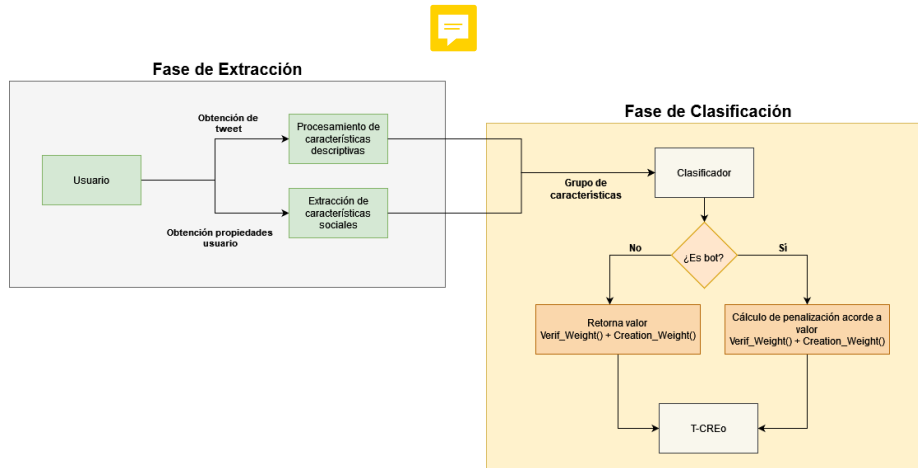 Fase de Extracción
Fase de Clasificación
Obtención de
tweet
Procesamiento de
características
descriptivas
Usuario
Obtención propiedades
usuario
Extracción de
características
sociales
Grupo de
características
Clasificador
¿Es bot?
No
Sí
Retorna valor
Verif_Weight() + Creation_Weight()
Cálculo de penalización acorde a
valor
Verif_Weight() + Creation_Weight()
T-CREo